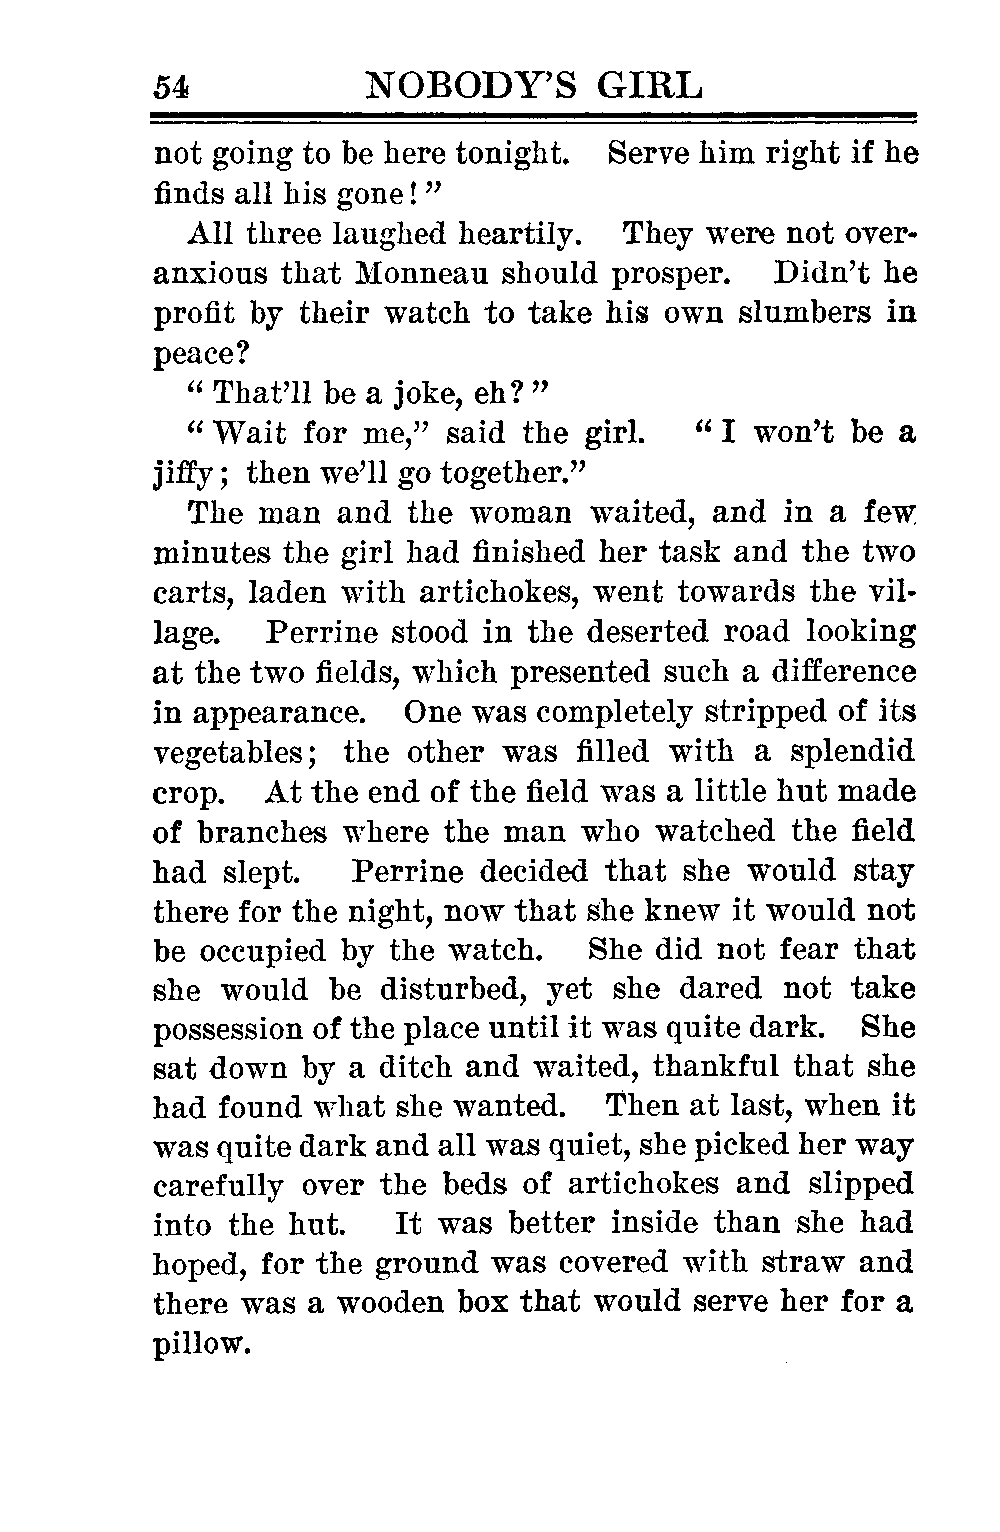 54 NOBODY'S GIRL
not going to be here tonight. Serve him right if he
finds all his gone!"
All three laughed heartily. They were not over-
anxious that Monneau should prosper. Didn't he
profit by their watch to take his own slumbers in
peace?
"That'll be a joke, eh?"
"Wait for me," said the girl. "I won't be a
jiffy; then we'll go together."
The man and the woman waited, and in a few
minutes the girl had finished her task and the two
carts, laden with artichokes, went towards the vil-
lage. Perrine stood in the deserted road looking
at the two fields, which presented such a difference
in appearance. One was completely stripped of its
vegetables; the other was filled with a splendid
crop. At the end of the field was a little hut made
of branches where the man who watched the field
had slept. Perrine decided that she would stay
there for the night, now that she knew it would not
be occupied by the watch. She did not fear that
she would be disturbed, yet she dared not take
possession of the place until it was quite dark. She
sat down by a ditch and waited, thankful that she
had found what she wanted. Then at last, when it
was quite dark and all was quiet, she picked her way
carefully over the beds of artichokes and slipped
into the hut. It was better inside than she had
hoped, for the ground was covered with straw and
there was a wooden box that would serve her for a
pillow.